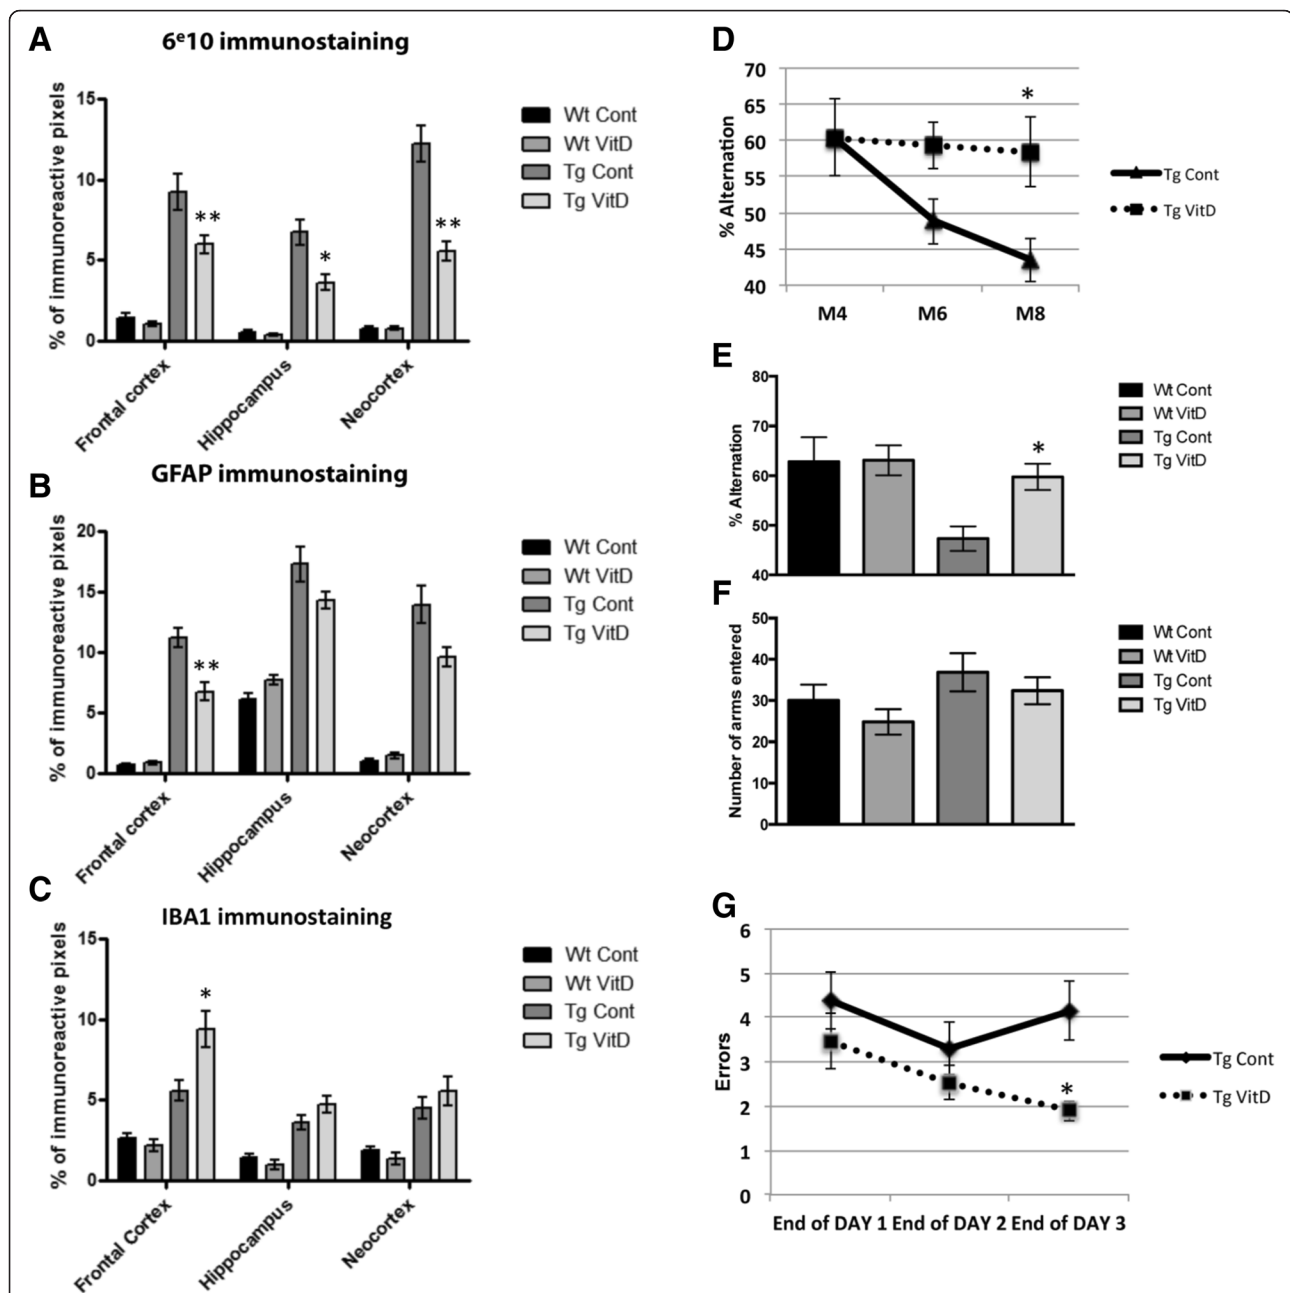 A
6e10 immunostaining
% of immunoreactive pixels
15
10
5
0
**
*
**
Frontal cortex
Hippocampus
Neocortex
Wt Cont
Wt VitD
Tg Cont
Tg VitD
B
GFAP immunostaining
% of immunoreactive pixels
20
15
10
5
0
**
Frontal cortex
Hippocampus
Neocortex
Wt Cont
Wt VitD
Tg Cont
Tg VitD
C
IBA1 immunostaining
% of immunoreactive pixels
15
10
5
0
*
Frontal Cortex
Hippocampus
Neocortex
Wt Cont
Wt VitD
Tg Cont
Tg VitD
D
% Alternation
70
65
60
55
50
45
40
*
M4
M6
M8
Tg Cont
Tg VitD
E
% Alternation
80
70
60
50
40
*
Wt Cont
Wt VitD
Tg Cont
Tg VitD
F
Number of arms entered
50
40
30
20
10
0
Wt Cont
Wt VitD
Tg Cont
Tg VitD
G
Errors
6
5
4
3
2
1
0
*
End of DAY 1
End of DAY 2
End of DAY 3
Tg Cont
Tg VitD